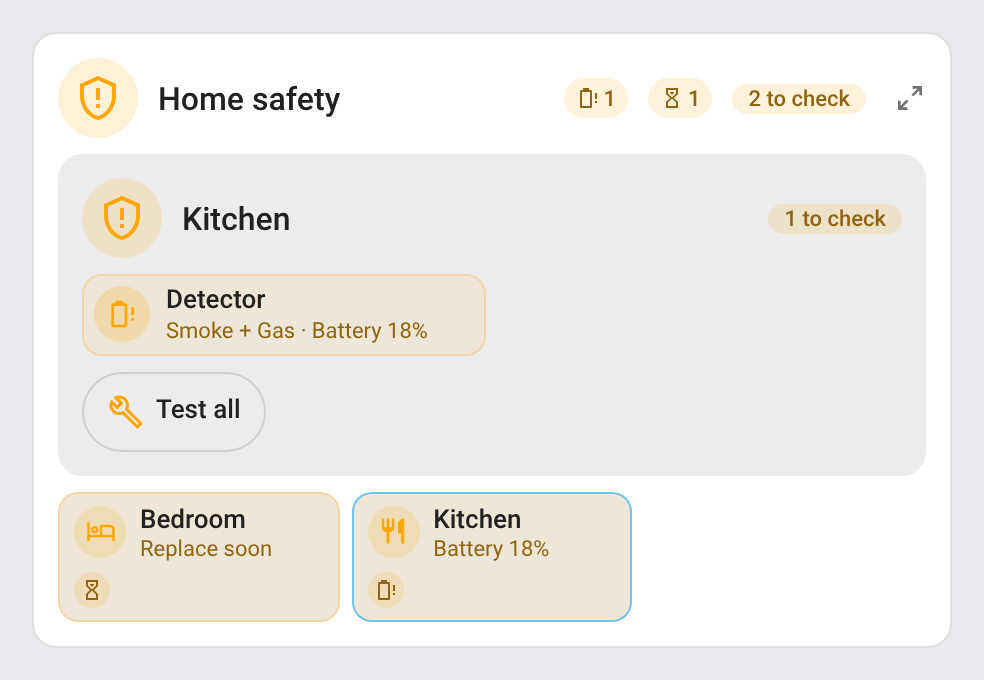 Home safety
1
1
2 to check
Kitchen
1 to check
Detector
Smoke + Gas · Battery 18%
Test all
Bedroom
Replace soon
Kitchen
Battery 18%